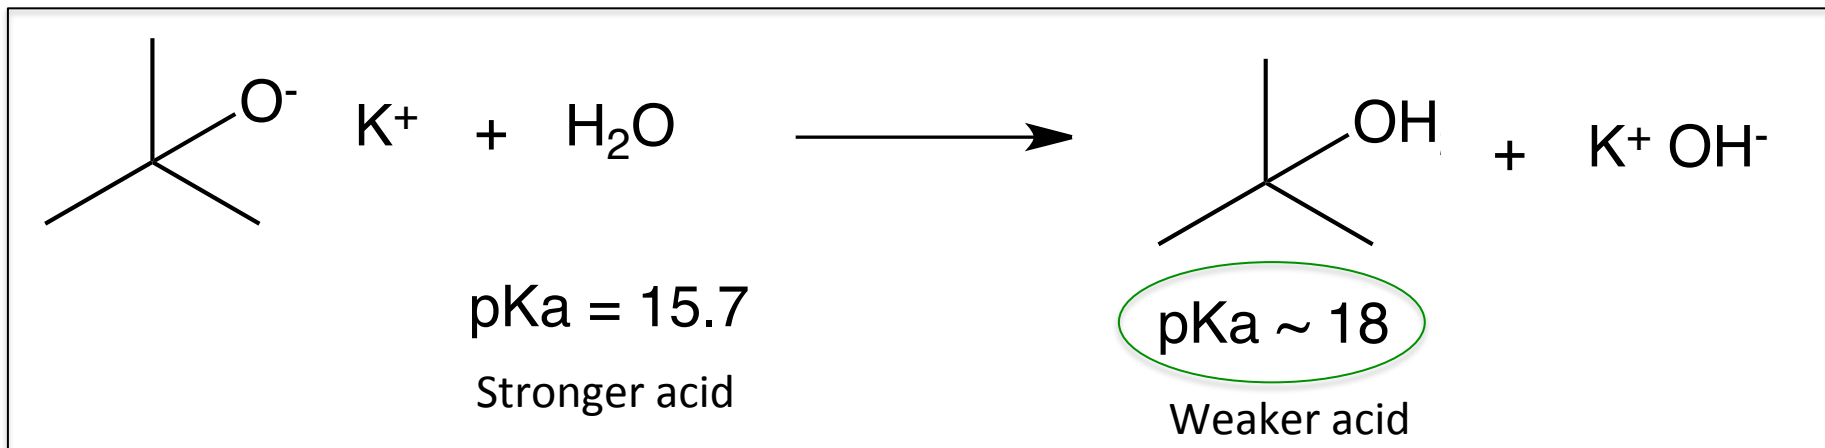 O⁻ K⁺ + H₂O OH + K⁺ OH⁻
pKa = 15.7 pKa ~ 18
Stronger acid Weaker acid